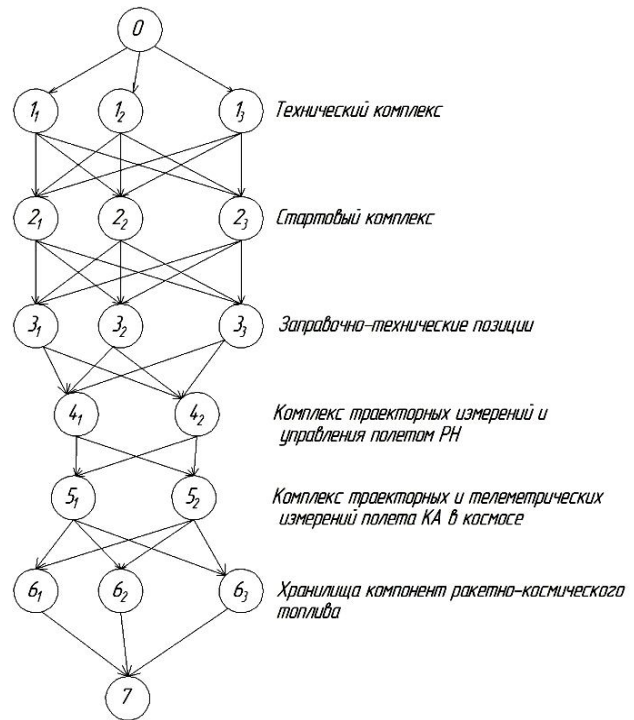 0
1₁ 1₂ 1₃ Технический комплекс
2₁ 2₂ 2₃ Стартовый комплекс
3₁ 3₂ 3₃ Заправочно-технические позиции
4₁ 4₂ Комплекс траекторных измерений и
управления полетом РН
5₁ 5₂ Комплекс траекторных и телеметрических
измерений полета КА в космосе
6₁ 6₂ 6₃ Хранилища компонент ракетно-космического
топлива
7